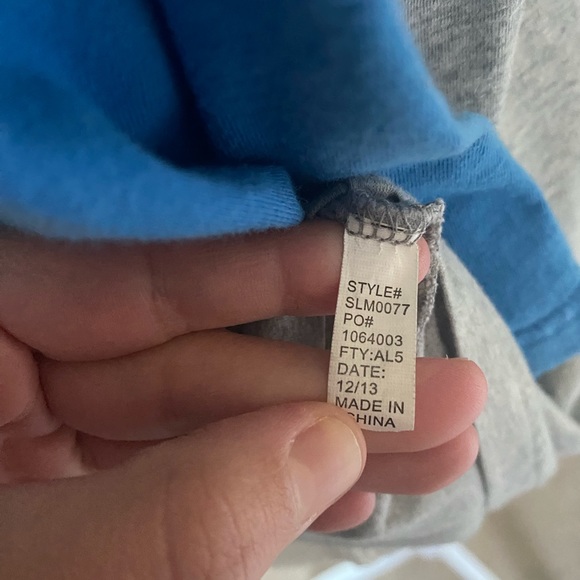 STYLE#
SLM0077
PO#
1064003
FTY:AL5
DATE:
12/13
MADE IN
CHINA